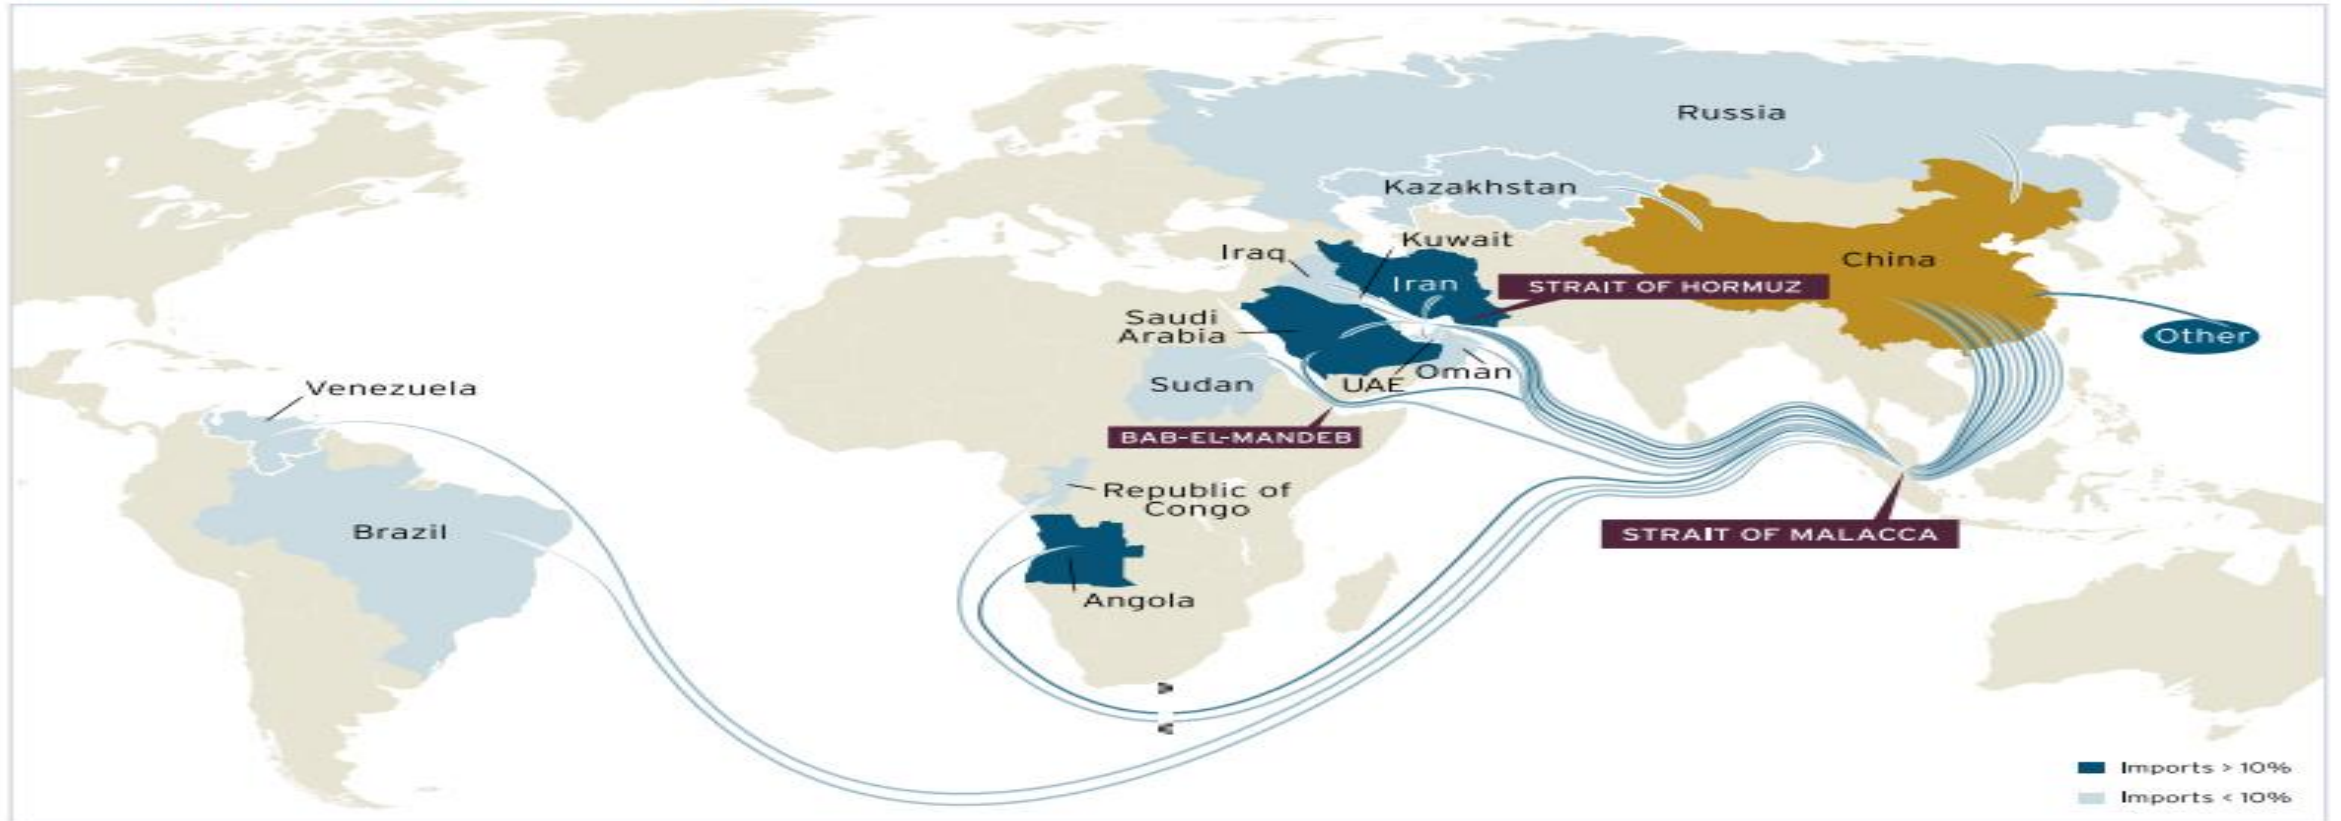 Russia
Kazakhstan
Kuwait
Iraq
China
Iran
STRAIT OF HORMUZ
Saudi
Arabia
Other
Venezuela
Sudan
UAE
Oman
BAB-EL-MANDEB
Republic of
Congo
Brazil
STRAIT OF MALACCA
Angola
Imports > 10%
Imports < 10%